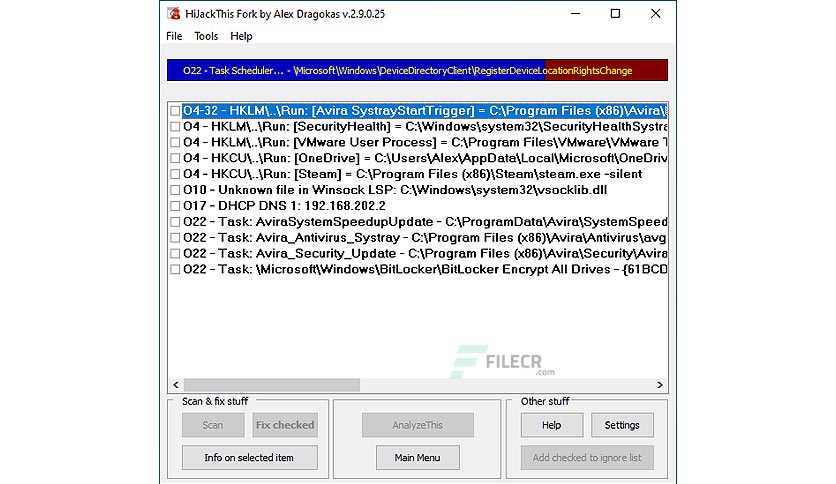 HiJackThis Fork by Alex Dragokas v.2.9.0.25
File Tools Help
O22 - Task Scheduler... - \Microsoft\Windows\DeviceDirectoryClient\RegisterDeviceLocationRightsChange
O4-32 - HKLM\..\Run: [Avira SystrayStartTrigger] = C:\Program Files (x86)\Avira\
O4 - HKLM\..\Run: [SecurityHealth] = C:\Windows\system32\SecurityHealthSystra
O4 - HKLM\..\Run: [VMware User Process] = C:\Program Files\VMware\VMware T
O4 - HKCU\..\Run: [OneDrive] = C:\Users\Alex\AppData\Local\Microsoft\OneDriv
O4 - HKCU\..\Run: [Steam] = C:\Program Files (x86)\Steam\steam.exe -silent
O10 - Unknown file in Winsock LSP: C:\Windows\system32\vsocklib.dll
O17 - DHCP DNS 1: 192.168.202.2
O22 - Task: AviraSystemSpeedupUpdate - C:\ProgramData\Avira\SystemSpeed
O22 - Task: Avira_Antivirus_Systray - C:\Program Files (x86)\Avira\Antivirus\avg
O22 - Task: Avira_Security_Update - C:\Program Files (x86)\Avira\Security\Avira
O22 - Task: \Microsoft\Windows\BitLocker\BitLocker Encrypt All Drives - {61BCD
FILECR
.com
Scan & fix stuff
Other stuff
Scan Fix checked AnalyzeThis Help Settings
Info on selected item Main Menu Add checked to ignore list